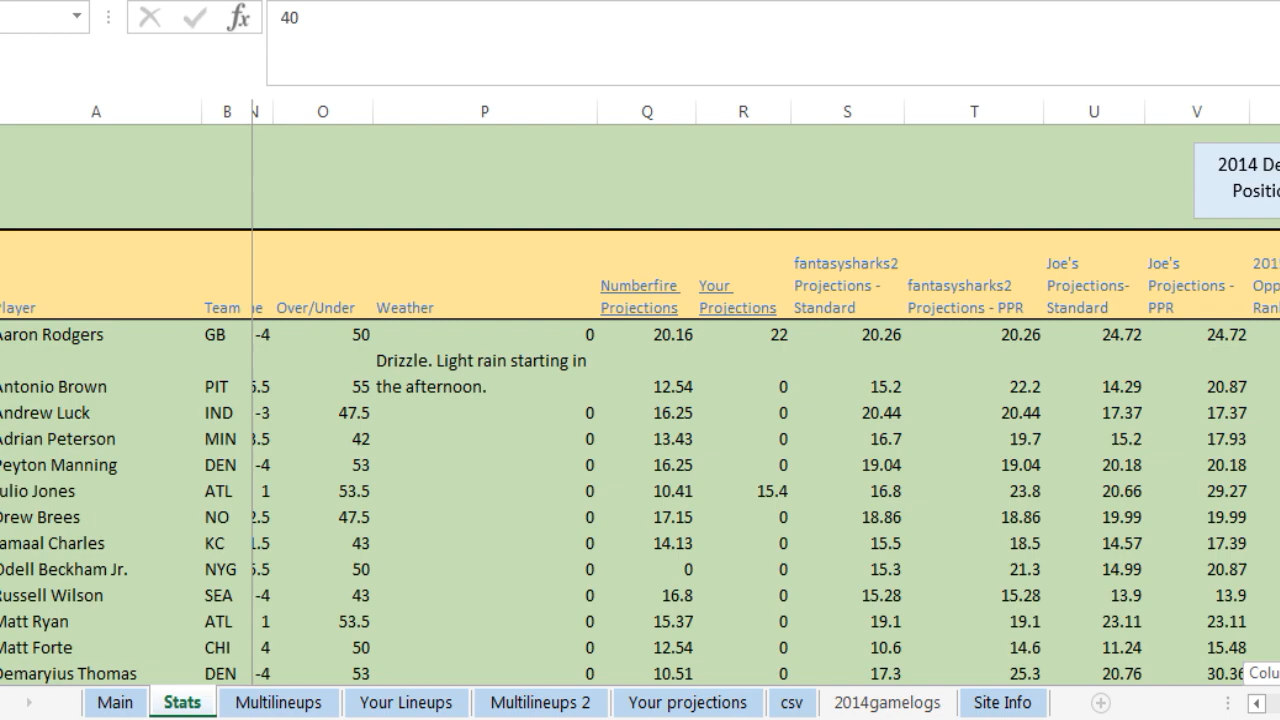 fx 40
A B N O P Q R S T U V
2014 De
Positio
fantasysharks2 Joe's Joe's 201
Numberfire Your Projections - fantasysharks2 Projections- Projections - Opp
Player Team ne Over/Under Weather Projections Projections Standard Projections - PPR Standard PPR Ran
Aaron Rodgers GB -4 50 0 20.16 22 20.26 20.26 24.72 24.72
Drizzle. Light rain starting in
Antonio Brown PIT 5.5 55 the afternoon. 12.54 0 15.2 22.2 14.29 20.87
Andrew Luck IND -3 47.5 0 16.25 0 20.44 20.44 17.37 17.37
Adrian Peterson MIN 3.5 42 0 13.43 0 16.7 19.7 15.2 17.93
Peyton Manning DEN -4 53 0 16.25 0 19.04 19.04 20.18 20.18
ulio Jones ATL 1 53.5 0 10.41 15.4 16.8 23.8 20.66 29.27
Drew Brees NO 2.5 47.5 0 17.15 0 18.86 18.86 19.99 19.99
amaal Charles KC 1.5 43 0 14.13 0 15.5 18.5 14.57 17.39
Odell Beckham Jr. NYG 5.5 50 0 0 0 15.3 21.3 14.99 20.87
Russell Wilson SEA -4 43 0 16.8 0 15.28 15.28 13.9 13.9
Matt Ryan ATL 1 53.5 0 15.37 0 19.1 19.1 23.11 23.11
Matt Forte CHI 4 50 0 12.54 0 10.6 14.6 11.24 15.48
Demaryius Thomas DEN -4 53 0 10.51 0 17.3 25.3 20.76 30.36 Colu
Main Stats Multilineups Your Lineups Multilineups 2 Your projections csv 2014gamelogs Site Info